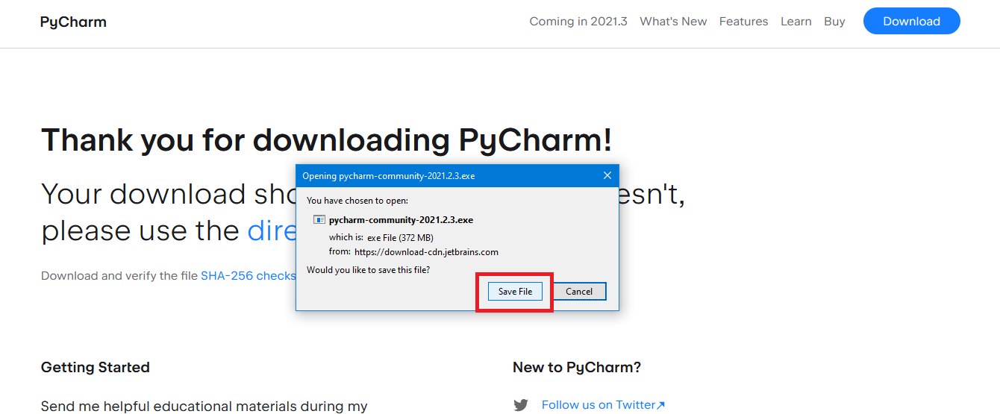 PyCharm
Coming in 2021.3 What's New Features Learn Buy Download
Thank you for downloading PyCharm!
Opening pycharm-community-2021.2.3.exe
Your download esn't,
please use the dire
You have chosen to open:
pycharm-community-2021.2.3.exe
which is: exe File (372 MB)
from: https://download-cdn.jetbrains.com
Would you like to save this file?
Save File Cancel
Download and verify the file SHA-256 checks
Getting Started
Send me helpful educational materials during my
New to PyCharm?
Follow us on Twitter↗